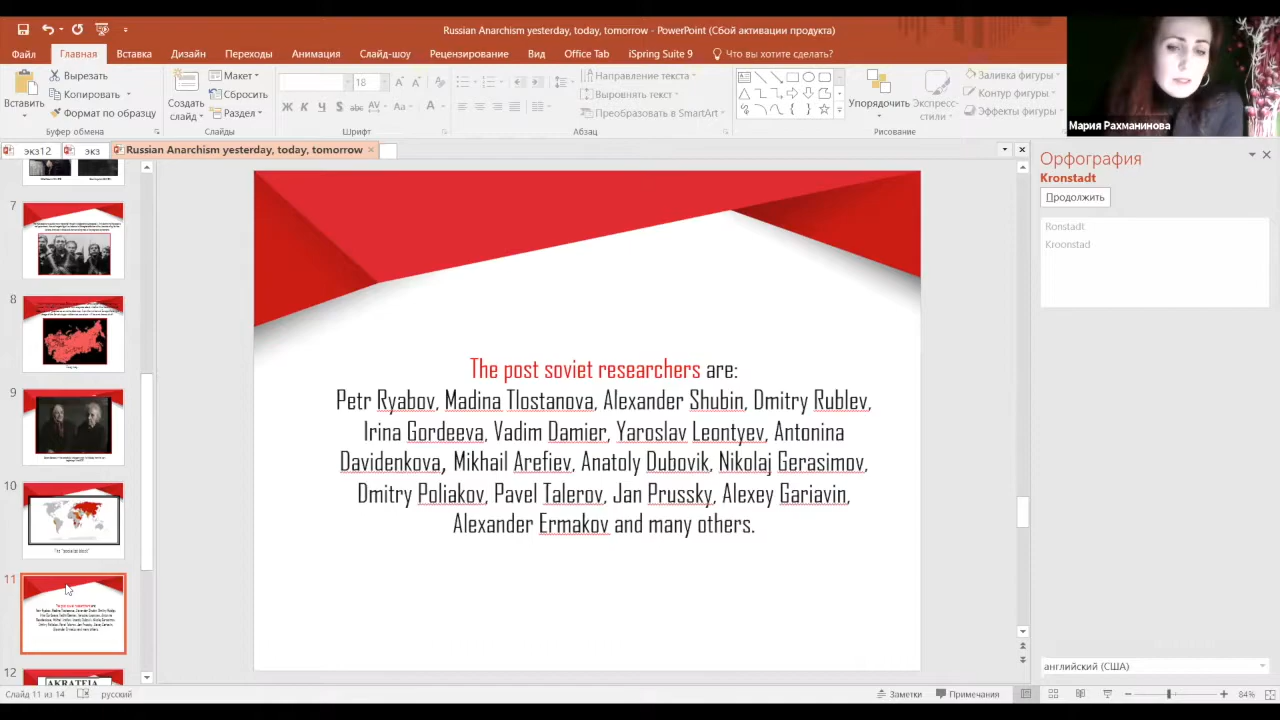 Russian Anarchism yesterday, today, tomorrow - PowerPoint (Сбой активации продукта)
Файл Главная Вставка Дизайн Переходы Анимация Слайд-шоу Рецензирование Вид Office Tab iSpring Suite 9 Что вы хотите сделать?
Вставить
Вырезать
Копировать
Формат по образцу
Буфер обмена
Создать слайд
Макет
Сбросить
Раздел
Слайды
18
Ж К Ч S abc AV Aa A
Шрифт
Направление текста
Выровнять текст
Преобразовать в SmartArt
Абзац
Упорядочить
Экспресс-стили
Заливка фигуры
Контур фигуры
Эффекты фигуры
Рисование
Мария Рахманинова
экз12 экз Russian Anarchism yesterday, today, tomorrow
7
8
9
10
11
12
AKRATEIA
The post soviet researchers are:
Petr Ryabov, Madina Tlostanova, Alexander Shubin, Dmitry Rublev,
Irina Gordeeva, Vadim Damier, Yaroslav Leontyev, Antonina
Davidenkova, Mikhail Arefiev, Anatoly Dubovik, Nikolaj Gerasimov,
Dmitry Poliakov, Pavel Talerov, Jan Prussky, Alexey Gariavin,
Alexander Ermakov and many others.
Орфография
Kronstadt
Продолжить
Ronstadt
Kroonstad
английский (США)
Слайд 11 из 14 русский Заметки Примечания 84%